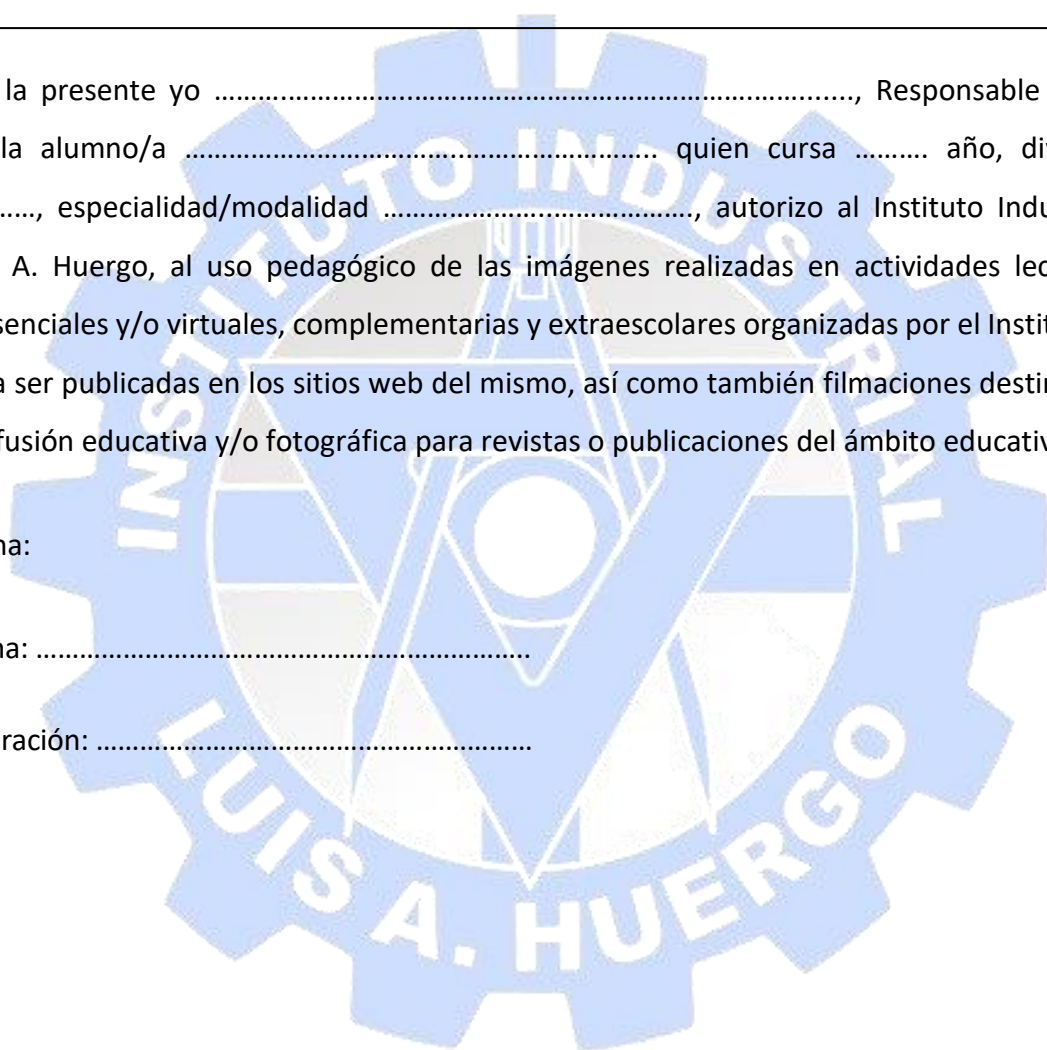 la presente yo ………………………………………………………………………......, Responsable
la alumno/a ……………………………………………………….. quien cursa ………. año, di
……, especialidad/modalidad ……………………………………., autorizo al Instituto Indu
A. Huergo, al uso pedagógico de las imágenes realizadas en actividades lec
senciales y/o virtuales, complementarias y extraescolares organizadas por el Instit
a ser publicadas en los sitios web del mismo, así como también filmaciones desti
fusión educativa y/o fotográfica para revistas o publicaciones del ámbito educativ
na:
na: …………………………………………………………..
ración: ……………………………………………………
INSTITUTO INDUSTRIAL
LUIS A. HUERGO